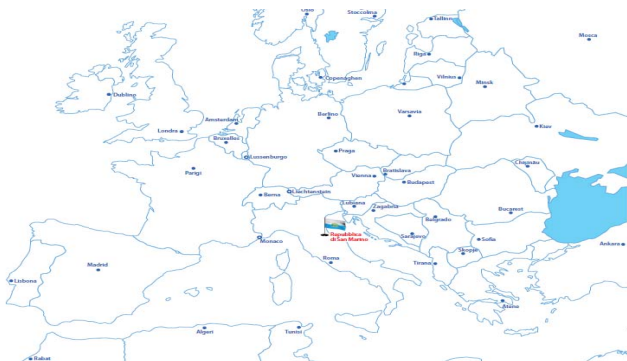 Oslo
Stoccolma
Tallinn
Mosca
Riga
Copenaghen
Vilnius
Minsk
Dublino
Amsterdam
Berlino
Varsavia
Londra
Bruxelles
Kiev
Lussemburgo
Praga
Parigi
Chisinau
Vienna
Bratislava
Budapest
Berna
Liechtenstein
Lubiana
Zagabria
Bucarest
Belgrado
Repubblica
di San Marino
Monaco
Sarajevo
Sofia
Ankara
Skopje
Roma
Tirana
Madrid
Lisbona
Atene
Algeri
Tunisi
Rabat